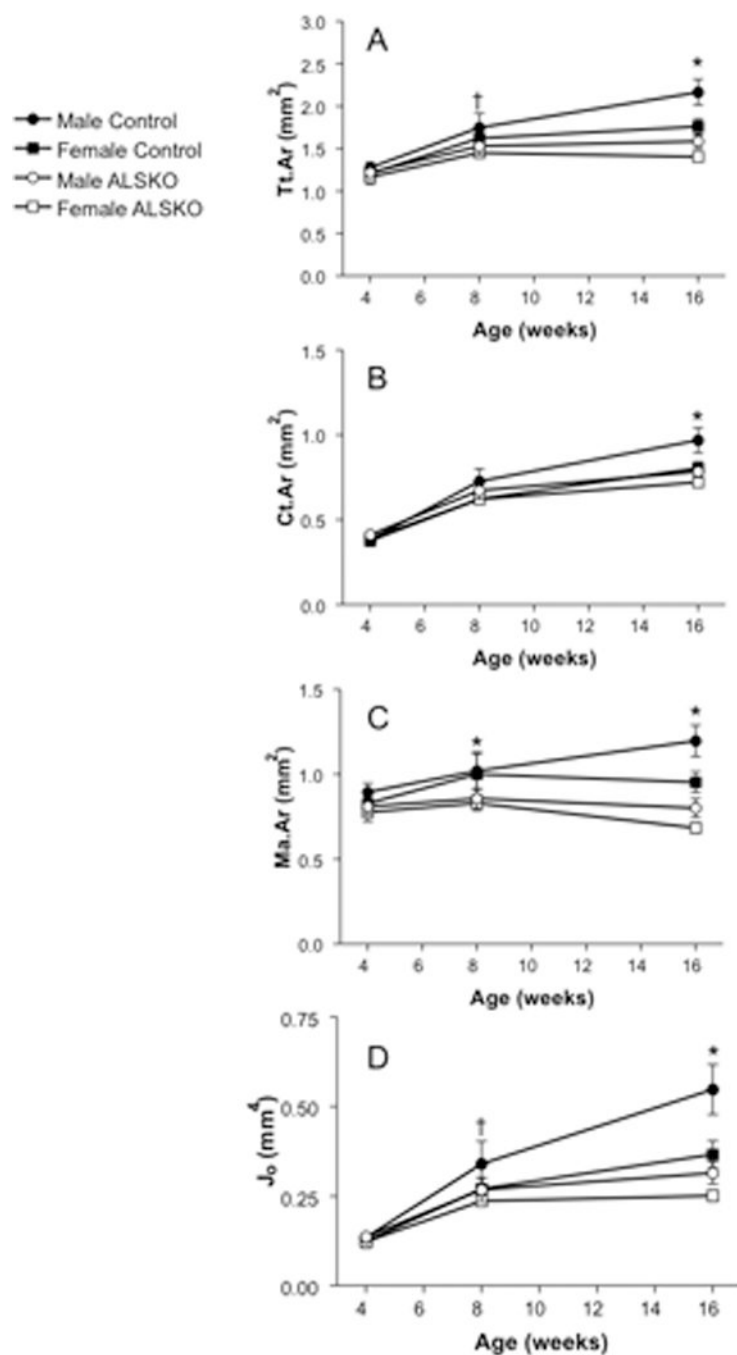 Male Control
Female Control
Male ALSKO
Female ALSKO
A
*
†
Tt.Ar (mm²)
3.0
2.5
2.0
1.5
1.0
0.5
0.0
4 6 8 10 12 14 16
Age (weeks)
B
*
Ct.Ar (mm²)
1.5
1.0
0.5
0.0
4 6 8 10 12 14 16
Age (weeks)
C
* *
Ma.Ar (mm²)
1.5
1.0
0.5
0.0
4 6 8 10 12 14 16
Age (weeks)
D
*
†
Jₒ (mm⁴)
0.75
0.50
0.25
0.00
4 6 8 10 12 14 16
Age (weeks)